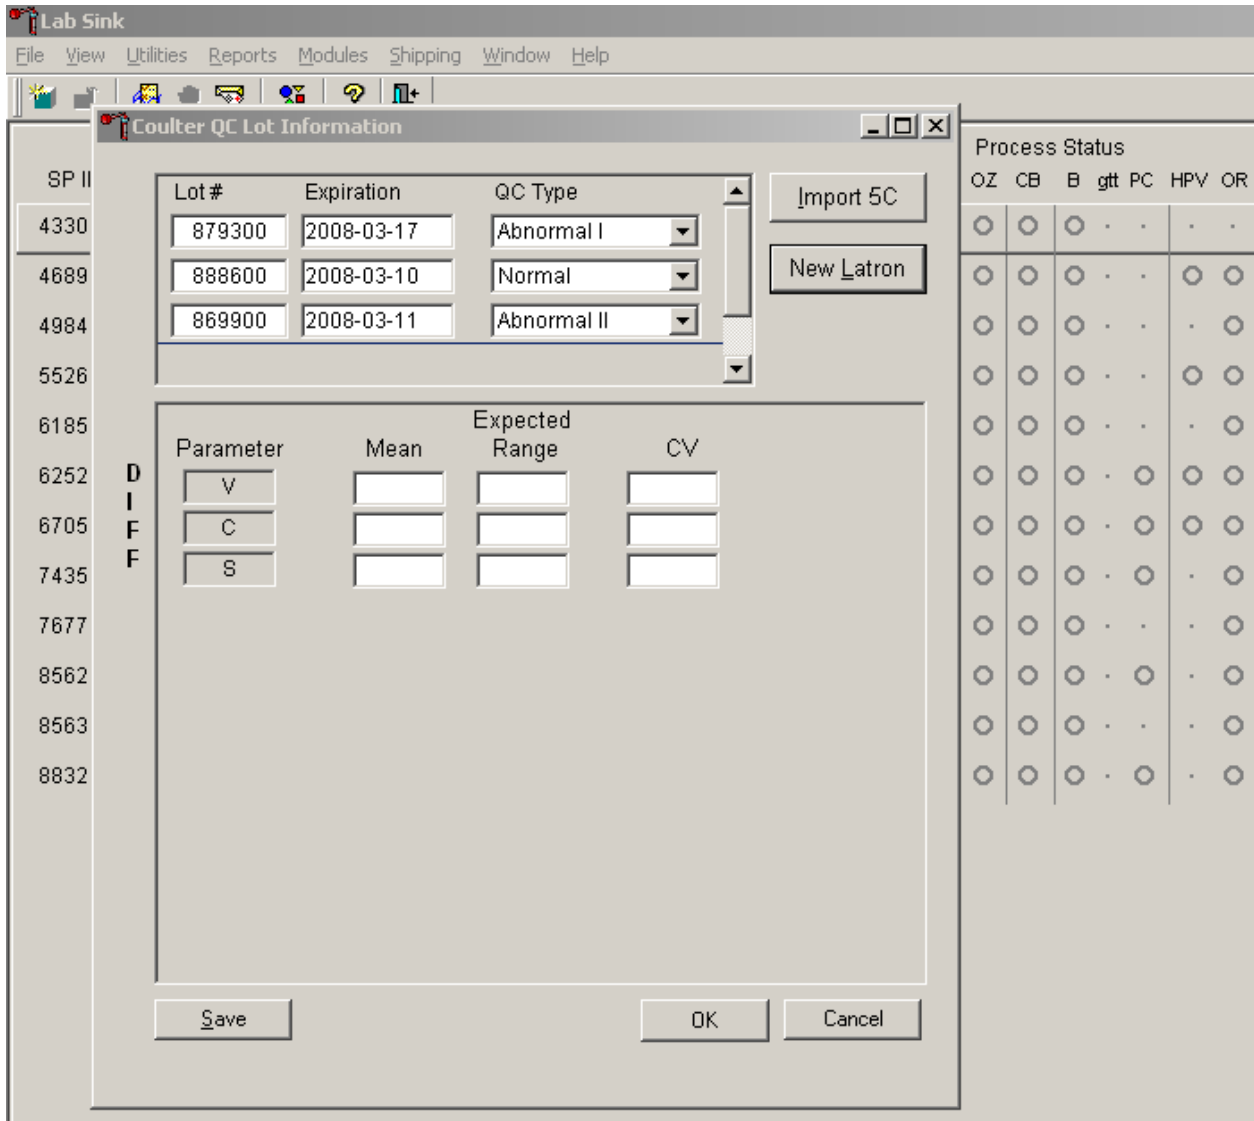 Lab Sink
File View Utilities Reports Modules Shipping Window Help
Coulter QC Lot Information
Process Status
SP II
OZ CB B gtt PC HPV OR
Lot # Expiration QC Type
Import 5C
879300 2008-03-17 Abnormal I
New Latron
888600 2008-03-10 Normal
869900 2008-03-11 Abnormal II
4330
4689
4984
5526
6185
6252
6705
7435
7677
8562
8563
8832
Expected
Parameter Mean Range CV
DIFF
V
C
S
Save OK Cancel